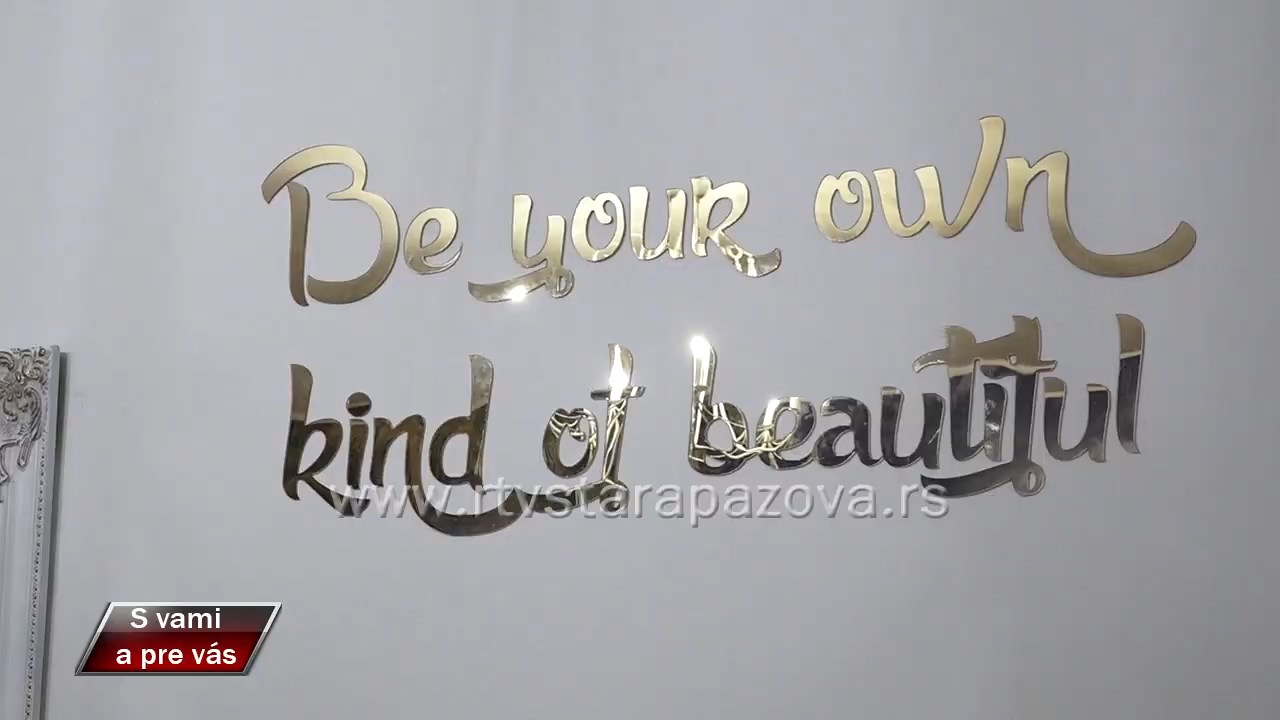 Be your own
kind of beautiful
www.rtvstarapazova.rs
S vami
a pre vás